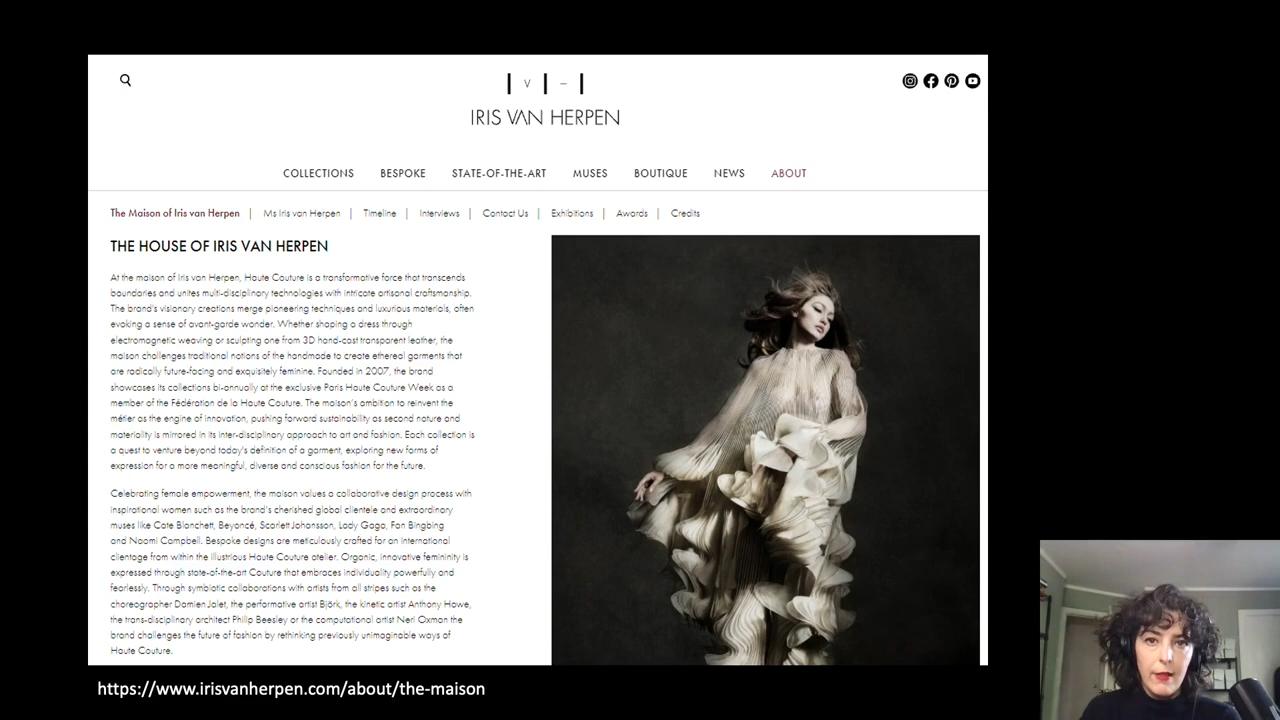 | V | – |
IRIS VAN HERPEN
COLLECTIONS BESPOKE STATE-OF-THE-ART MUSES BOUTIQUE NEWS ABOUT
The Maison of Iris van Herpen | Ms Iris van Herpen | Timeline | Interviews | Contact Us | Exhibitions | Awards | Credits
THE HOUSE OF IRIS VAN HERPEN
At the maison of Iris van Herpen, Haute Couture is a transformative force that transcends
boundaries and unites multi-disciplinary technologies with intricate artisanal craftsmanship.
The brand's visionary creations merge pioneering techniques and luxurious materials, often
evoking a sense of avant-garde wonder. Whether shaping a dress through
electromagnetic weaving or sculpting one from 3D hand-cast transparent leather, the
maison challenges traditional notions of the handmade to create ethereal garments that
are radically future-facing and exquisitely feminine. Founded in 2007, the brand
showcases its collections bi-annually at the exclusive Paris Haute Couture Week as a
member of the Fédération de la Haute Couture. The maison's ambition to reinvent the
métier as the engine of innovation, pushing forward sustainability as second nature and
materiality is mirrored in its inter-disciplinary approach to art and fashion. Each collection is
a quest to venture beyond today's definition of a garment, exploring new forms of
expression for a more meaningful, diverse and conscious fashion for the future.
Celebrating female empowerment, the maison values a collaborative design process with
inspirational women such as the brand's cherished global clientele and extraordinary
muses like Cate Blanchett, Beyoncé, Scarlett Johansson, Lady Gaga, Fan Bingbing
and Naomi Campbell. Bespoke designs are meticulously crafted for an international
clientage from within the illustrious Haute Couture atelier. Organic, innovative femininity is
expressed through state-of-the-art Couture that embraces individuality powerfully and
fearlessly. Through symbiotic collaborations with artists from all stripes such as the
choreographer Damien Jalet, the performative artist Björk, the kinetic artist Anthony Howe,
the trans-disciplinary architect Philip Beesley or the computational artist Neri Oxman the
brand challenges the future of fashion by rethinking previously unimaginable ways of
Haute Couture.
https://www.irisvanherpen.com/about/the-maison